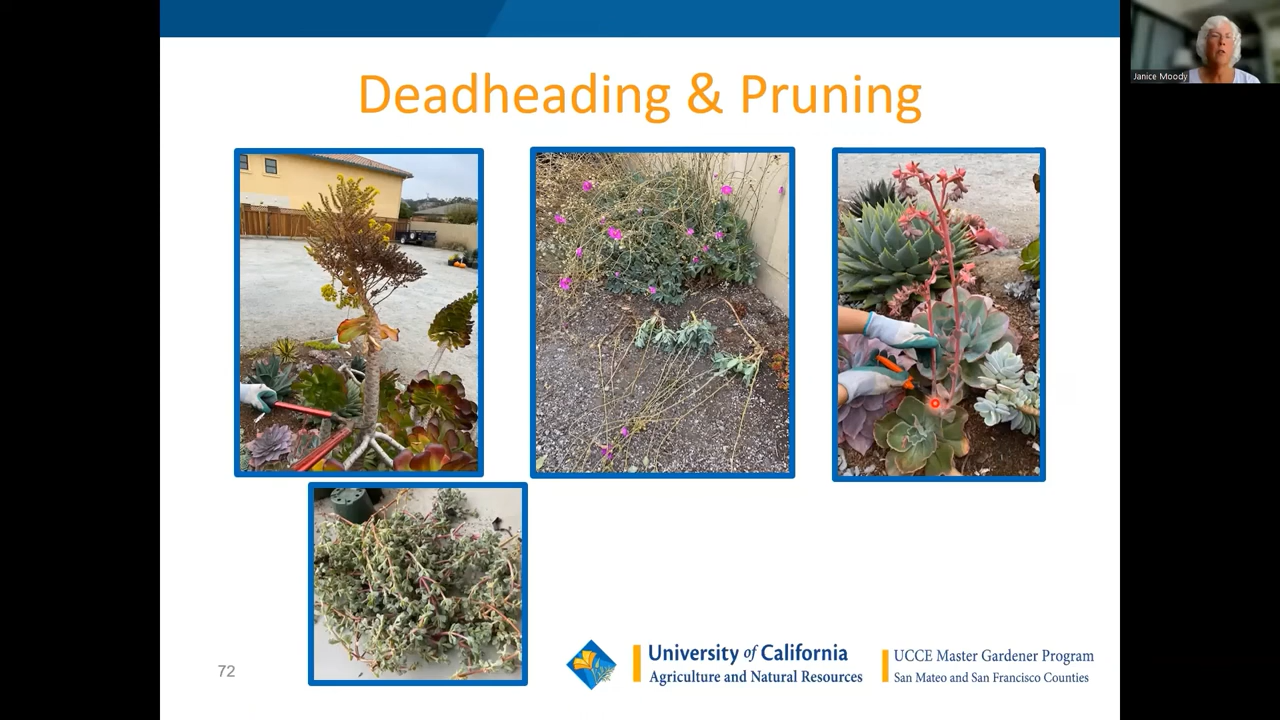 Deadheading & Pruning
Janice Moody
72
University of California
Agriculture and Natural Resources
UCCE Master Gardener Program
San Mateo and San Francisco Counties